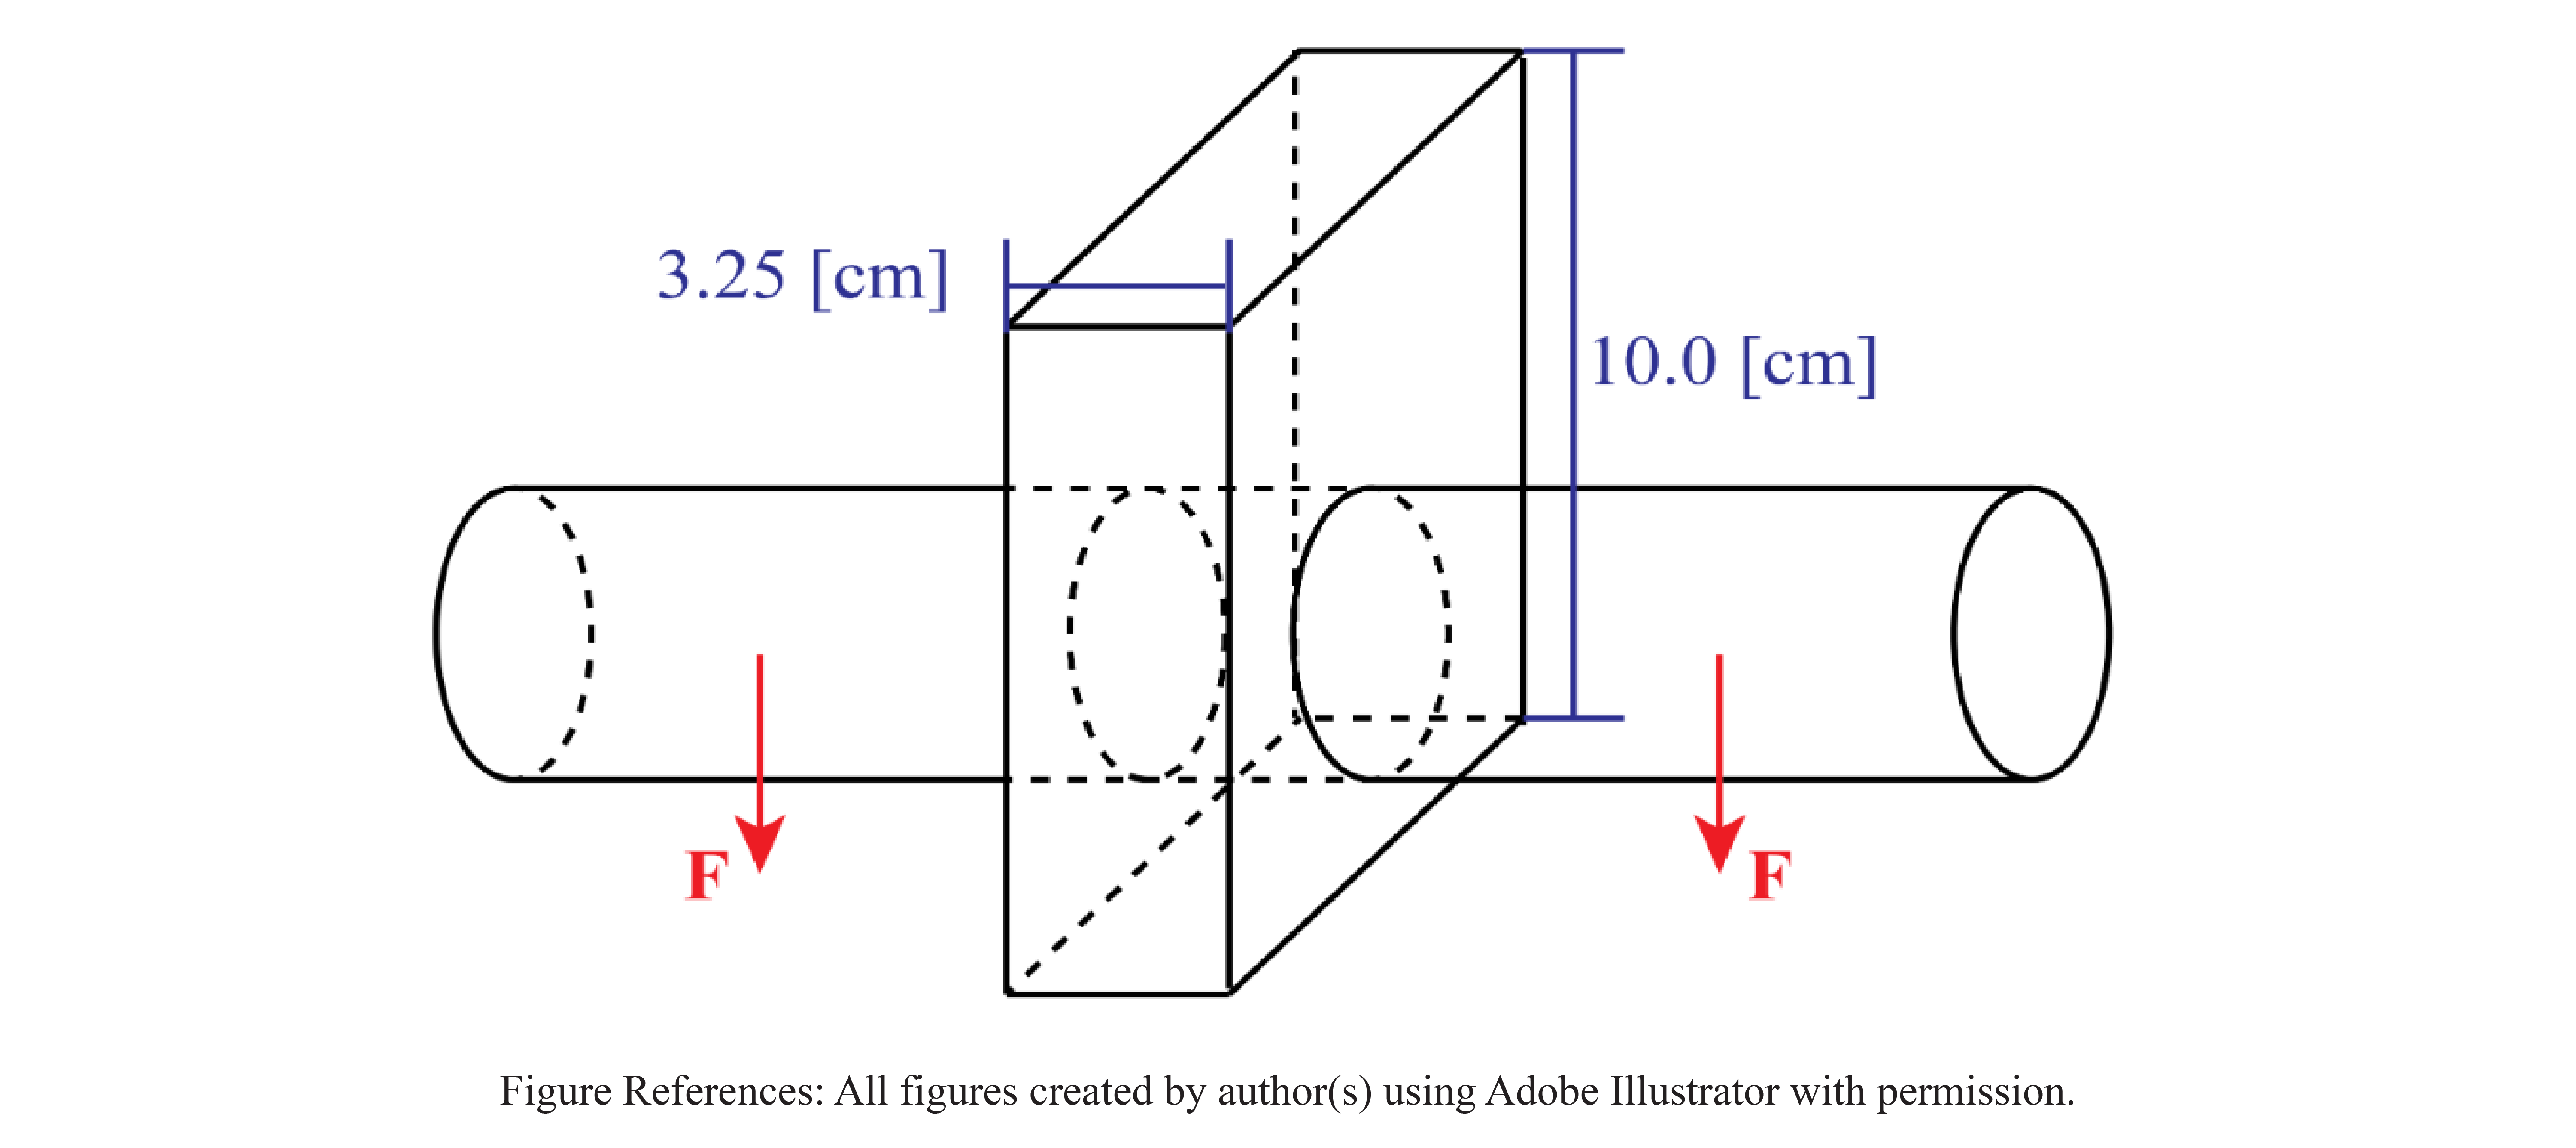 3.25 [cm]
10.0 [cm]
F
F
Figure References: All figures created by author(s) using Adobe Illustrator with permission.